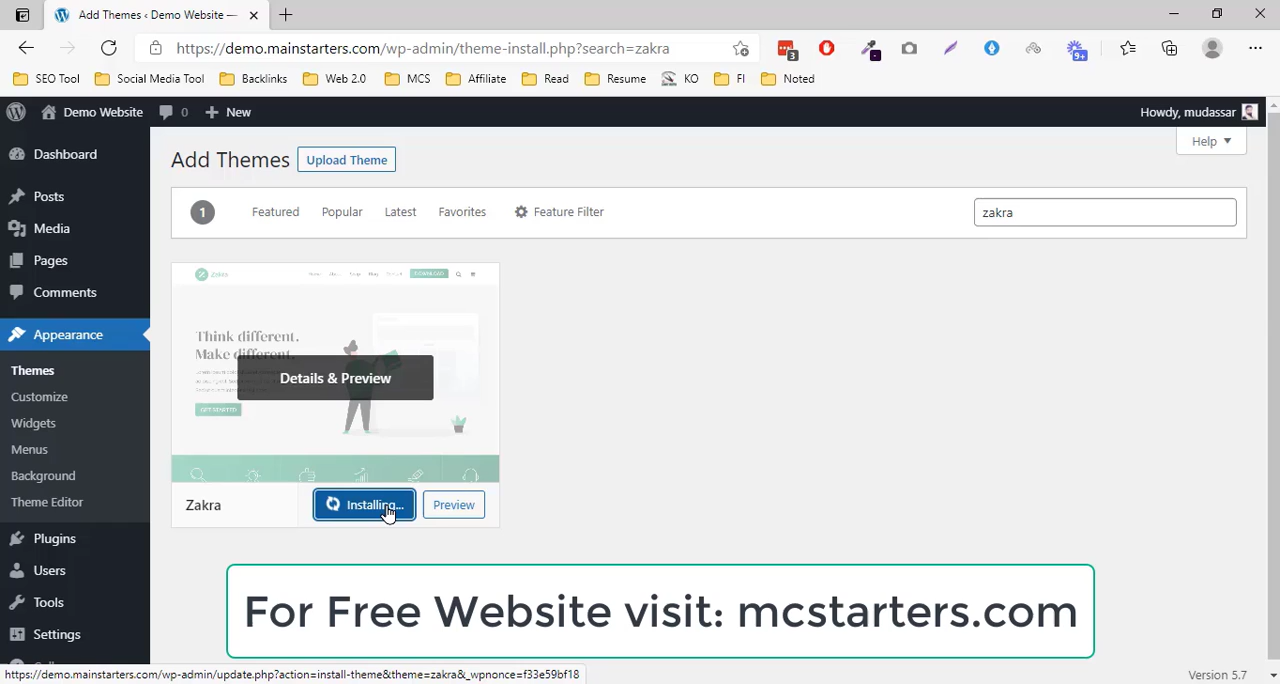 Add Themes ‹ Demo Website —
https://demo.mainstarters.com/wp-admin/theme-install.php?search=zakra
3
9+
SEO Tool
Social Media Tool
Backlinks
Web 2.0
MCS
Affiliate
Read
Resume
KO
FI
Noted
Demo Website
0
New
Howdy, mudassar
Help
Dashboard
Posts
Media
Pages
Comments
Appearance
Themes
Customize
Widgets
Menus
Background
Theme Editor
Plugins
Users
Tools
Settings
Add Themes
Upload Theme
1
Featured
Popular
Latest
Favorites
Feature Filter
zakra
Zakra
Think different.
Make different.
GET STARTED
Details & Preview
Zakra
Installing...
Preview
For Free Website visit: mcstarters.com
https://demo.mainstarters.com/wp-admin/update.php?action=install-theme&theme=zakra&_wpnonce=f33e59bf18
Version 5.7